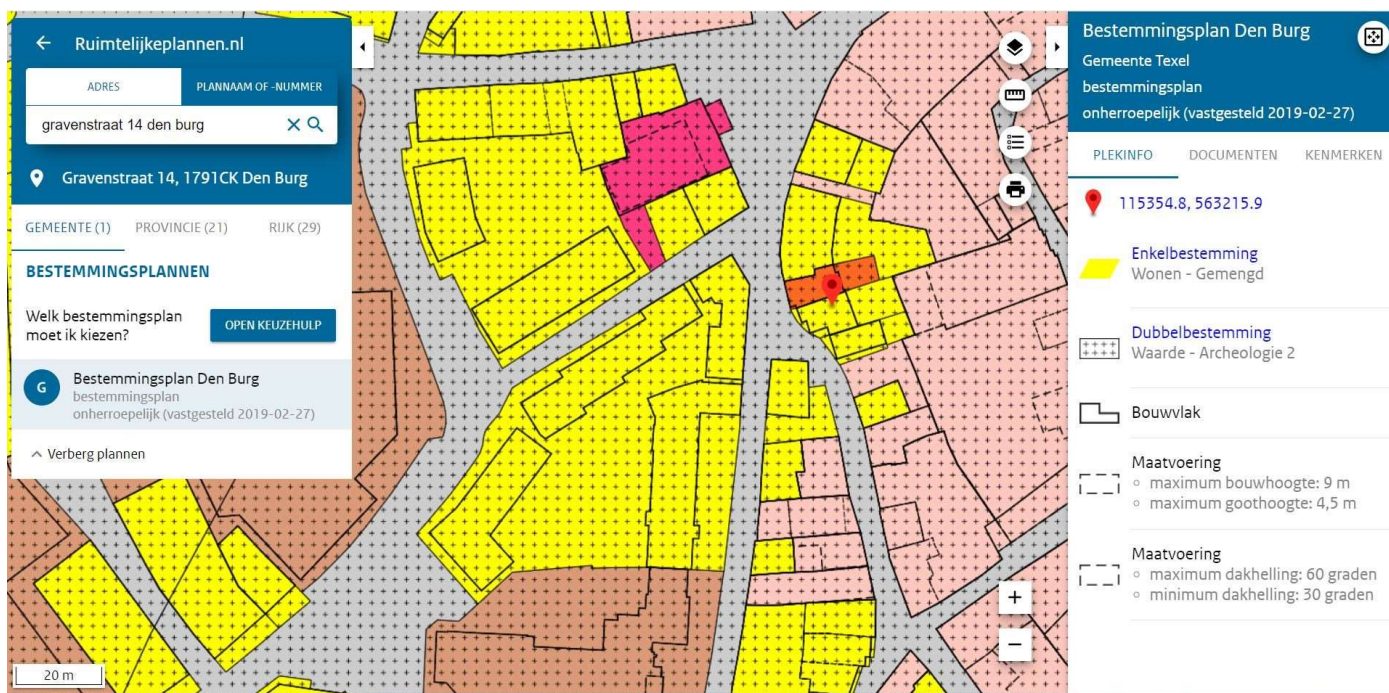 Ruimtelijkeplannen.nl
ADRES
PLANNAAM OF -NUMMER
gravenstraat 14 den burg
Gravenstraat 14, 1791CK Den Burg
GEMEENTE (1)
PROVINCIE (21)
RIJK (29)
BESTEMMINGSPLANNEN
Welk bestemmingsplan
moet ik kiezen?
OPEN KEUZEHULP
G
Bestemmingsplan Den Burg
bestemmingsplan
onherroepelijk (vastgesteld 2019-02-27)
Verberg plannen
20 m
Bestemmingsplan Den Burg
Gemeente Texel
bestemmingsplan
onherroepelijk (vastgesteld 2019-02-27)
PLEKINFO
DOCUMENTEN
KENMERKEN
115354.8, 563215.9
Enkelbestemming
Wonen - Gemengd
Dubbelbestemming
Waarde - Archeologie 2
Bouwvlak
Maatvoering
maximum bouwhoogte: 9 m
maximum goothoogte: 4,5 m
Maatvoering
maximum dakhelling: 60 graden
minimum dakhelling: 30 graden